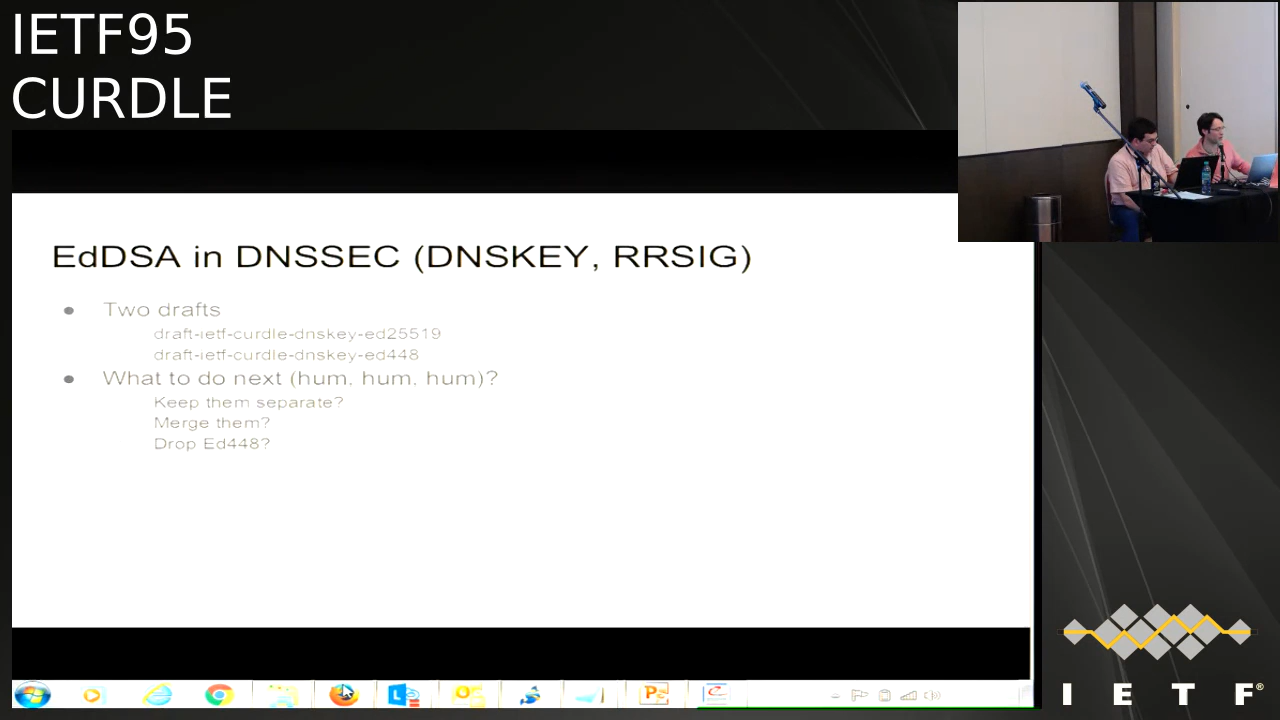 IETF95
CURDLE
EdDSA in DNSSEC (DNSKEY, RRSIG)
Two drafts
draft-ietf-curdle-dnskey-ed25519
draft-ietf-curdle-dnskey-ed448
What to do next (hum, hum, hum)?
Keep them separate?
Merge them?
Drop Ed448?
I E T F®